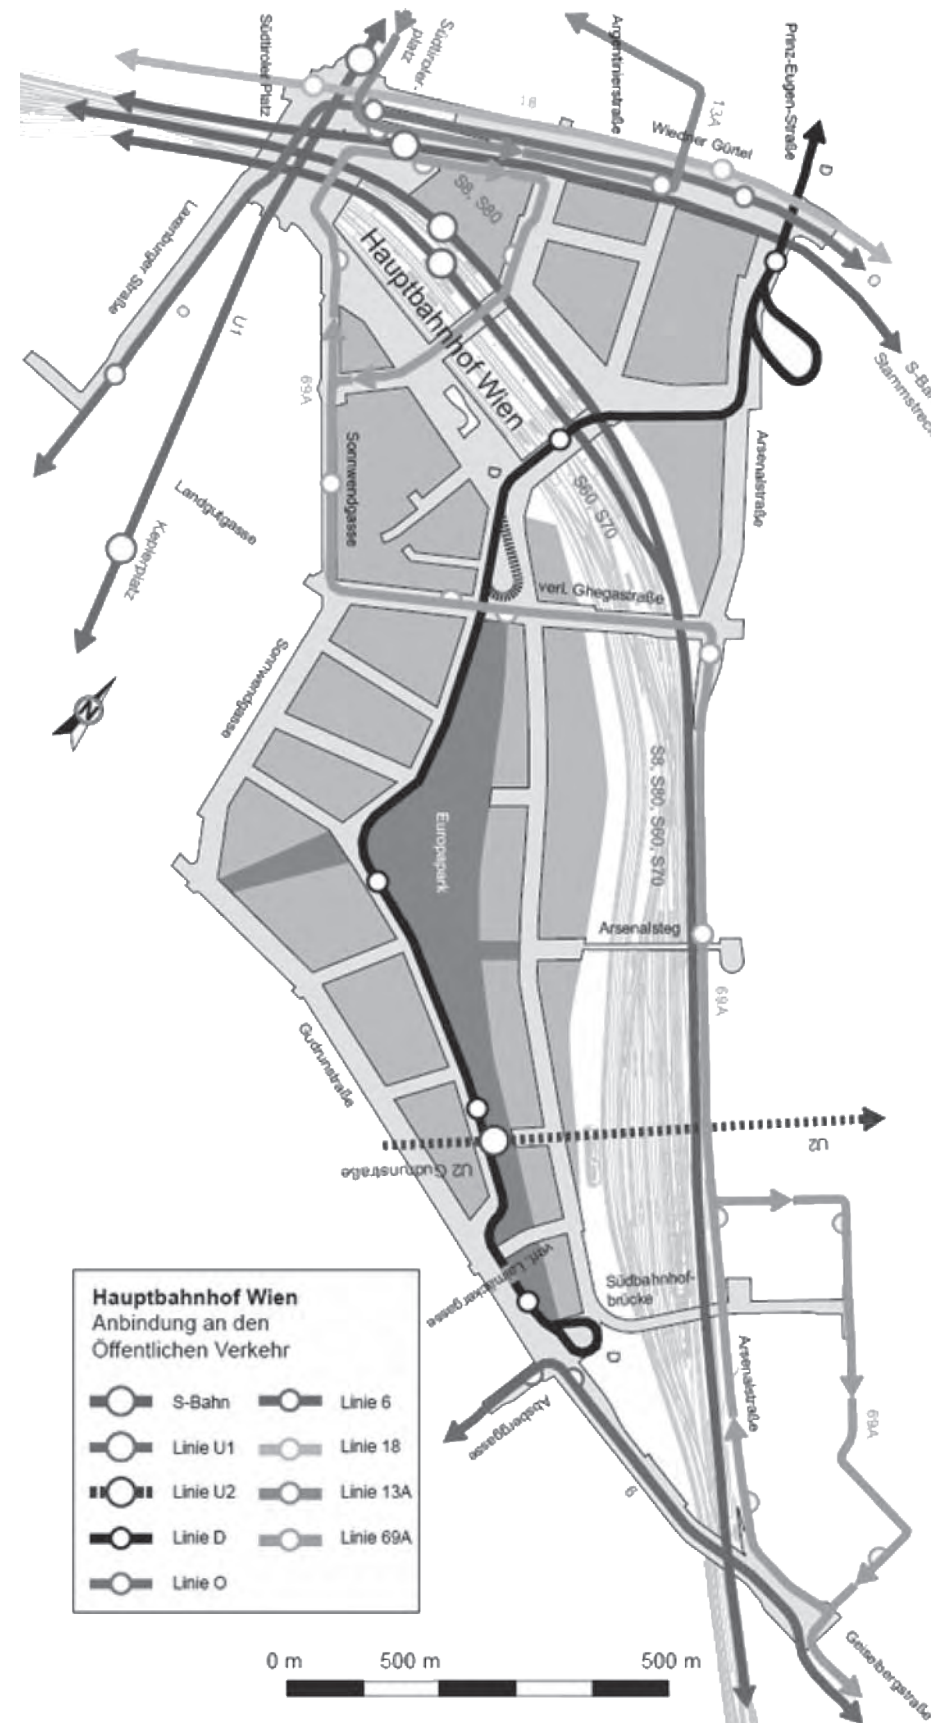 Südtiroler Platz
Südtiroler-
platz
Argentinierstraße
Prinz-Eugen-Straße
18
13A
Wiedner Gürtel
D
D
S8, S80
Laxenburger Straße
O
U1
Hauptbahnhof Wien
O
S-Bahn
Stammstrecke
69A
Sonnwendgasse
D
Arsenalstraße
S60, S70
Landgutgasse
Keplerplatz
verl. Ghegastraße
Sonnwendgasse
N
S8, S80, S60, S70
Europapark
Arsenalsteg
69A
Gudrunstraße
U2 Gudrunstraße
U2
verl. Laimäckergasse
Südbahnhof-
brücke
D
Arsenalstraße
69A
Absberggasse
6
Geiselbergstraße
Hauptbahnhof Wien
Anbindung an den
Öffentlichen Verkehr
S-Bahn
Linie 6
Linie U1
Linie 18
Linie U2
Linie 13A
Linie D
Linie 69A
Linie O
0 m 500 m 500 m